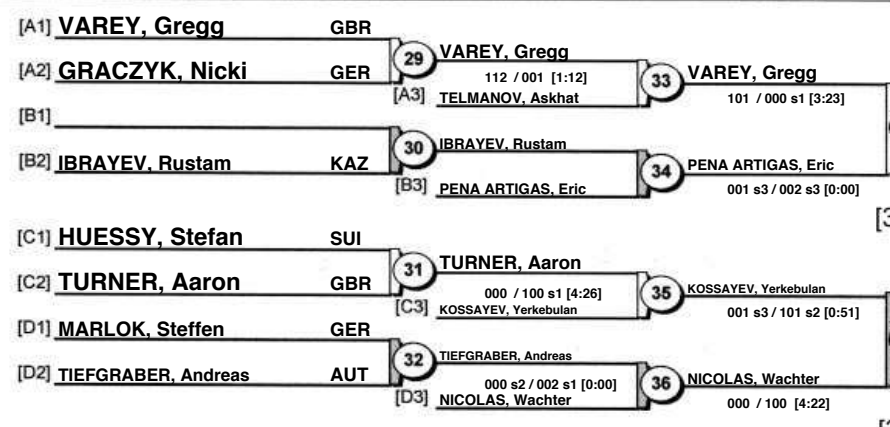 [A1] VAREY, Gregg GBR
[A2] GRACZYK, Nicki GER
29
VAREY, Gregg
112 / 001 [1:12]
[A3] TELMANOV, Askhat
33
VAREY, Gregg
101 / 000 s1 [3:23]
[B1]
[B2] IBRAYEV, Rustam KAZ
30
IBRAYEV, Rustam
[B3] PENA ARTIGAS, Eric
34
PENA ARTIGAS, Eric
001 s3 / 002 s3 [0:00]
[C1] HUESSY, Stefan SUI
[C2] TURNER, Aaron GBR
31
TURNER, Aaron
000 / 100 s1 [4:26]
[C3] KOSSAYEV, Yerkebulan
35
KOSSAYEV, Yerkebulan
001 s3 / 101 s2 [0:51]
[D1] MARLOK, Steffen GER
[D2] TIEFGRABER, Andreas AUT
32
TIEFGRABER, Andreas
000 s2 / 002 s1 [0:00]
[D3] NICOLAS, Wachter
36
NICOLAS, Wachter
000 / 100 [4:22]